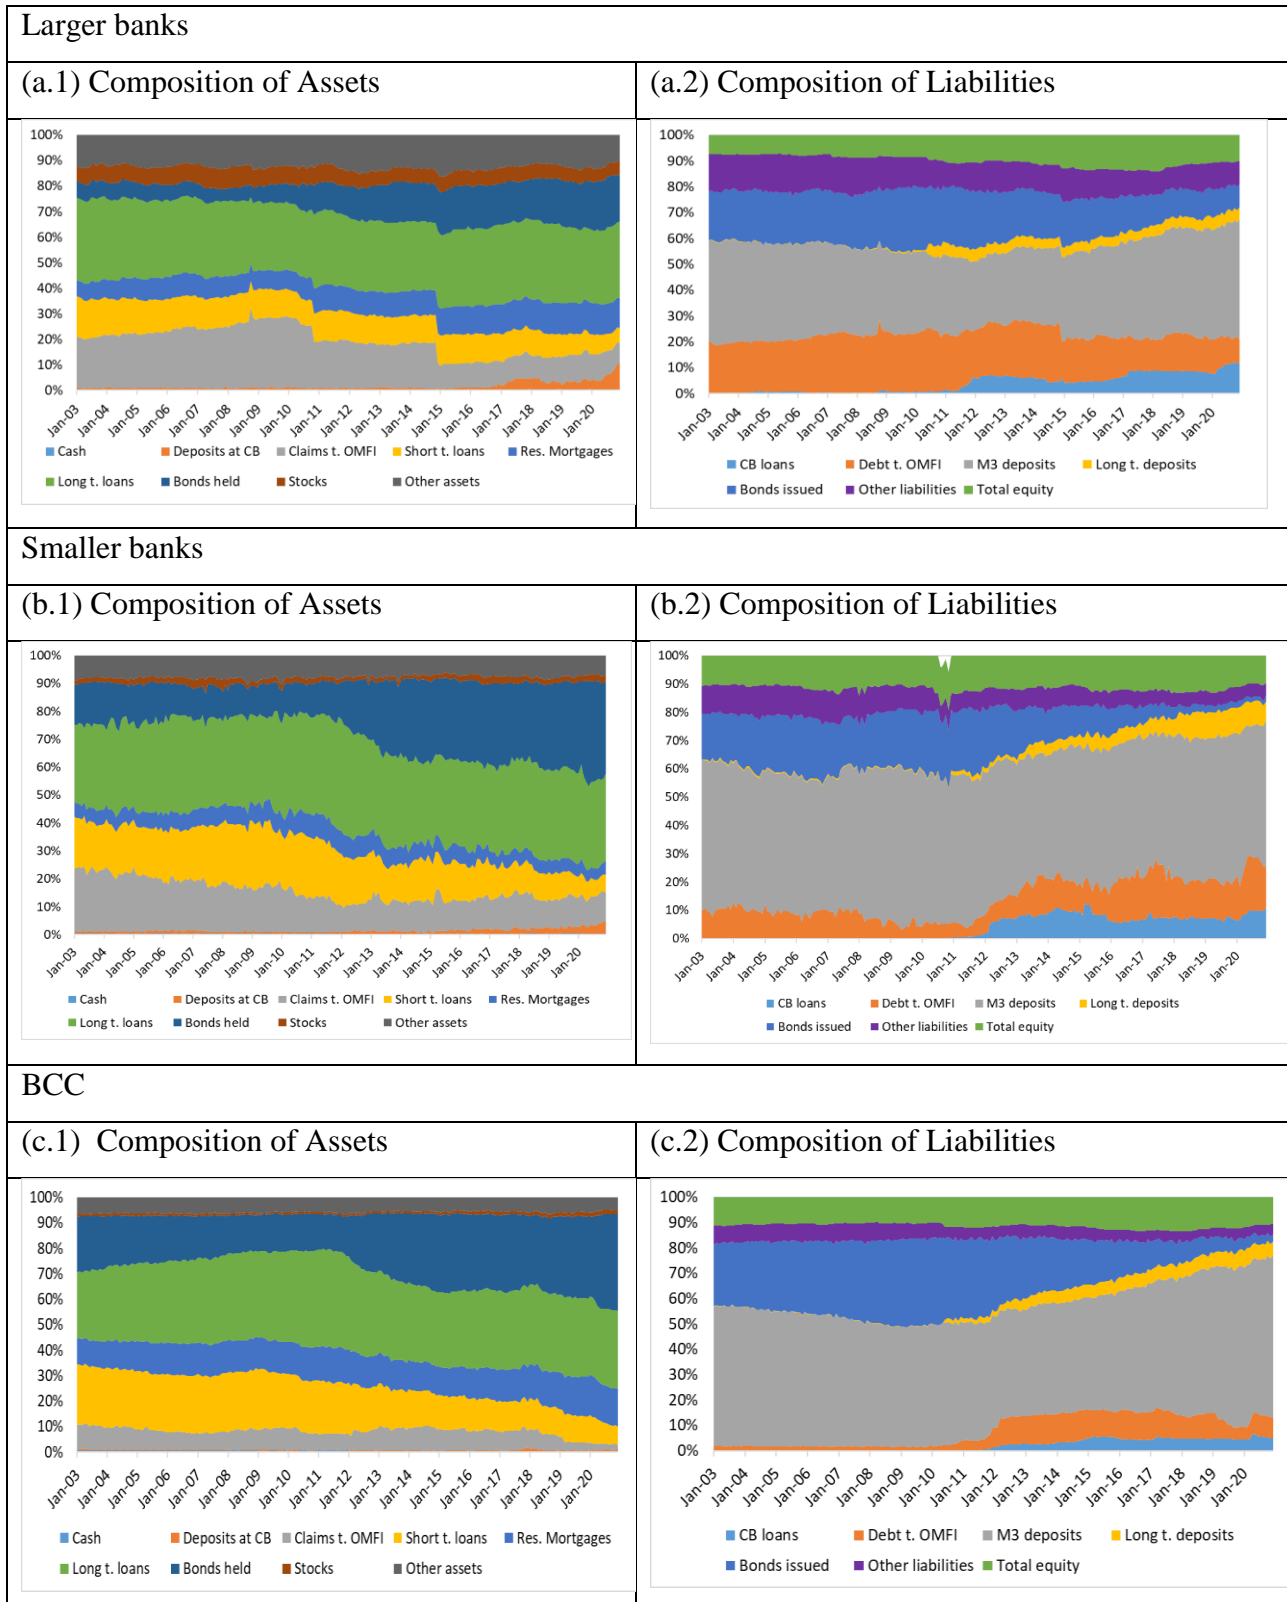 Larger banks
(a.1) Composition of Assets
(a.2) Composition of Liabilities
100%
90%
80%
70%
60%
50%
40%
30%
20%
10%
0%
Jan-03 Jan-04 Jan-05 Jan-06 Jan-07 Jan-08 Jan-09 Jan-10 Jan-11 Jan-12 Jan-13 Jan-14 Jan-15 Jan-16 Jan-17 Jan-18 Jan-19 Jan-20
Cash Deposits at CB Claims t. OMFI Short t. loans Res. Mortgages
Long t. loans Bonds held Stocks Other assets
100%
90%
80%
70%
60%
50%
40%
30%
20%
10%
0%
Jan-03 Jan-04 Jan-05 Jan-06 Jan-07 Jan-08 Jan-09 Jan-10 Jan-11 Jan-12 Jan-13 Jan-14 Jan-15 Jan-16 Jan-17 Jan-18 Jan-19 Jan-20
CB loans Debt t. OMFI M3 deposits Long t. deposits
Bonds issued Other liabilities Total equity
Smaller banks
(b.1) Composition of Assets
(b.2) Composition of Liabilities
100%
90%
80%
70%
60%
50%
40%
30%
20%
10%
0%
Jan-03 Jan-04 Jan-05 Jan-06 Jan-07 Jan-08 Jan-09 Jan-10 Jan-11 Jan-12 Jan-13 Jan-14 Jan-15 Jan-16 Jan-17 Jan-18 Jan-19 Jan-20
Cash Deposits at CB Claims t. OMFI Short t. loans Res. Mortgages
Long t. loans Bonds held Stocks Other assets
100%
90%
80%
70%
60%
50%
40%
30%
20%
10%
0%
Jan-03 Jan-04 Jan-05 Jan-06 Jan-07 Jan-08 Jan-09 Jan-10 Jan-11 Jan-12 Jan-13 Jan-14 Jan-15 Jan-16 Jan-17 Jan-18 Jan-19 Jan-20
CB loans Debt t. OMFI M3 deposits Long t. deposits
Bonds issued Other liabilities Total equity
BCC
(c.1) Composition of Assets
(c.2) Composition of Liabilities
100%
90%
80%
70%
60%
50%
40%
30%
20%
10%
0%
Jan-03 Jan-04 Jan-05 Jan-06 Jan-07 Jan-08 Jan-09 Jan-10 Jan-11 Jan-12 Jan-13 Jan-14 Jan-15 Jan-16 Jan-17 Jan-18 Jan-19 Jan-20
Cash Deposits at CB Claims t. OMFI Short t. loans Res. Mortgages
Long t. loans Bonds held Stocks Other assets
100%
90%
80%
70%
60%
50%
40%
30%
20%
10%
0%
Jan-03 Jan-04 Jan-05 Jan-06 Jan-07 Jan-08 Jan-09 Jan-10 Jan-11 Jan-12 Jan-13 Jan-14 Jan-15 Jan-16 Jan-17 Jan-18 Jan-19 Jan-20
CB loans Debt t. OMFI M3 deposits Long t. deposits
Bonds issued Other liabilities Total equity